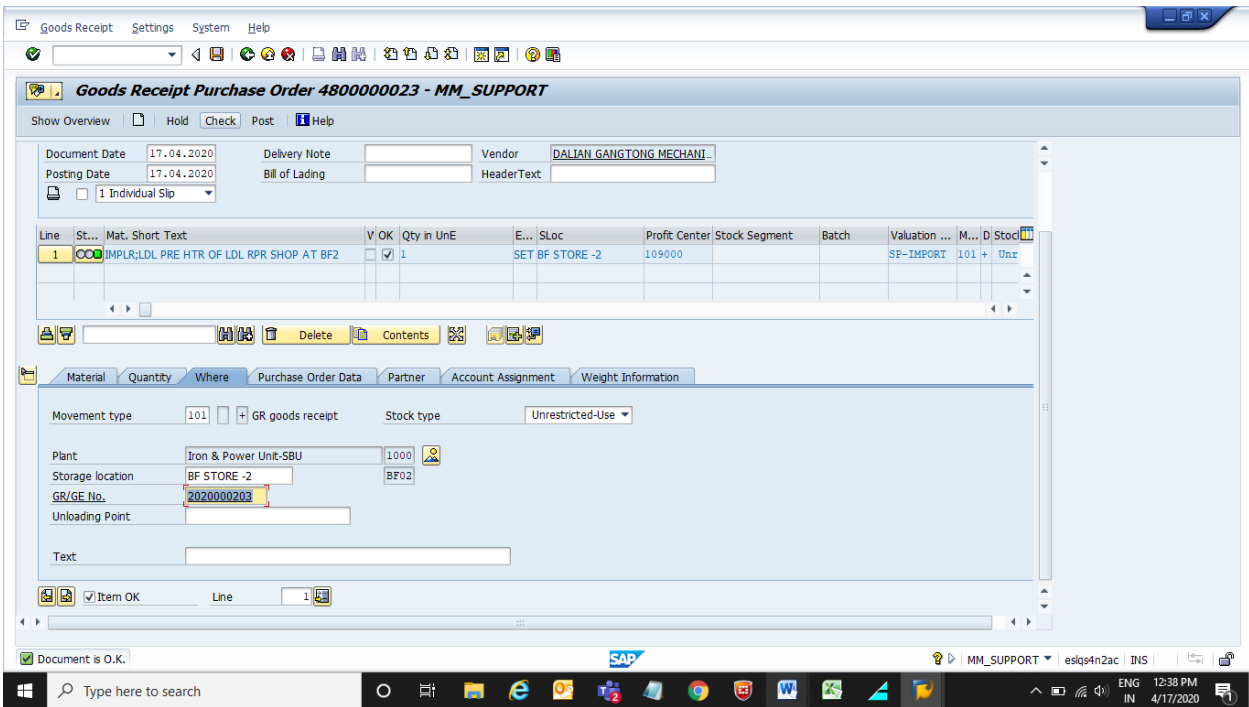 Goods Receipt Settings System Help
Goods Receipt Purchase Order 4800000023 - MM_SUPPORT
Show Overview Hold Check Post Help
Document Date 17.04.2020 Delivery Note Vendor DALIAN GANGTONG MECHANI..
Posting Date 17.04.2020 Bill of Lading HeaderText
1 Individual Slip
Line St... Mat. Short Text V OK Qty in UnE E... SLoc Profit Center Stock Segment Batch Valuation ... M... D Stocl
1 IMPLR;LDL PRE HTR OF LDL RPR SHOP AT BF2 1 SET BF STORE -2 109000 SP-IMPORT 101 + Unr
Delete Contents
Material Quantity Where Purchase Order Data Partner Account Assignment Weight Information
Movement type 101 + GR goods receipt Stock type Unrestricted-Use
Plant Iron & Power Unit-SBU 1000
Storage location BF STORE -2 BF02
GR/GE No. 2020000203
Unloading Point
Text
Item OK Line 1
Document is O.K. SAP MM_SUPPORT eslqs4n2ac INS
Type here to search ENG 12:38 PM
IN 4/17/2020